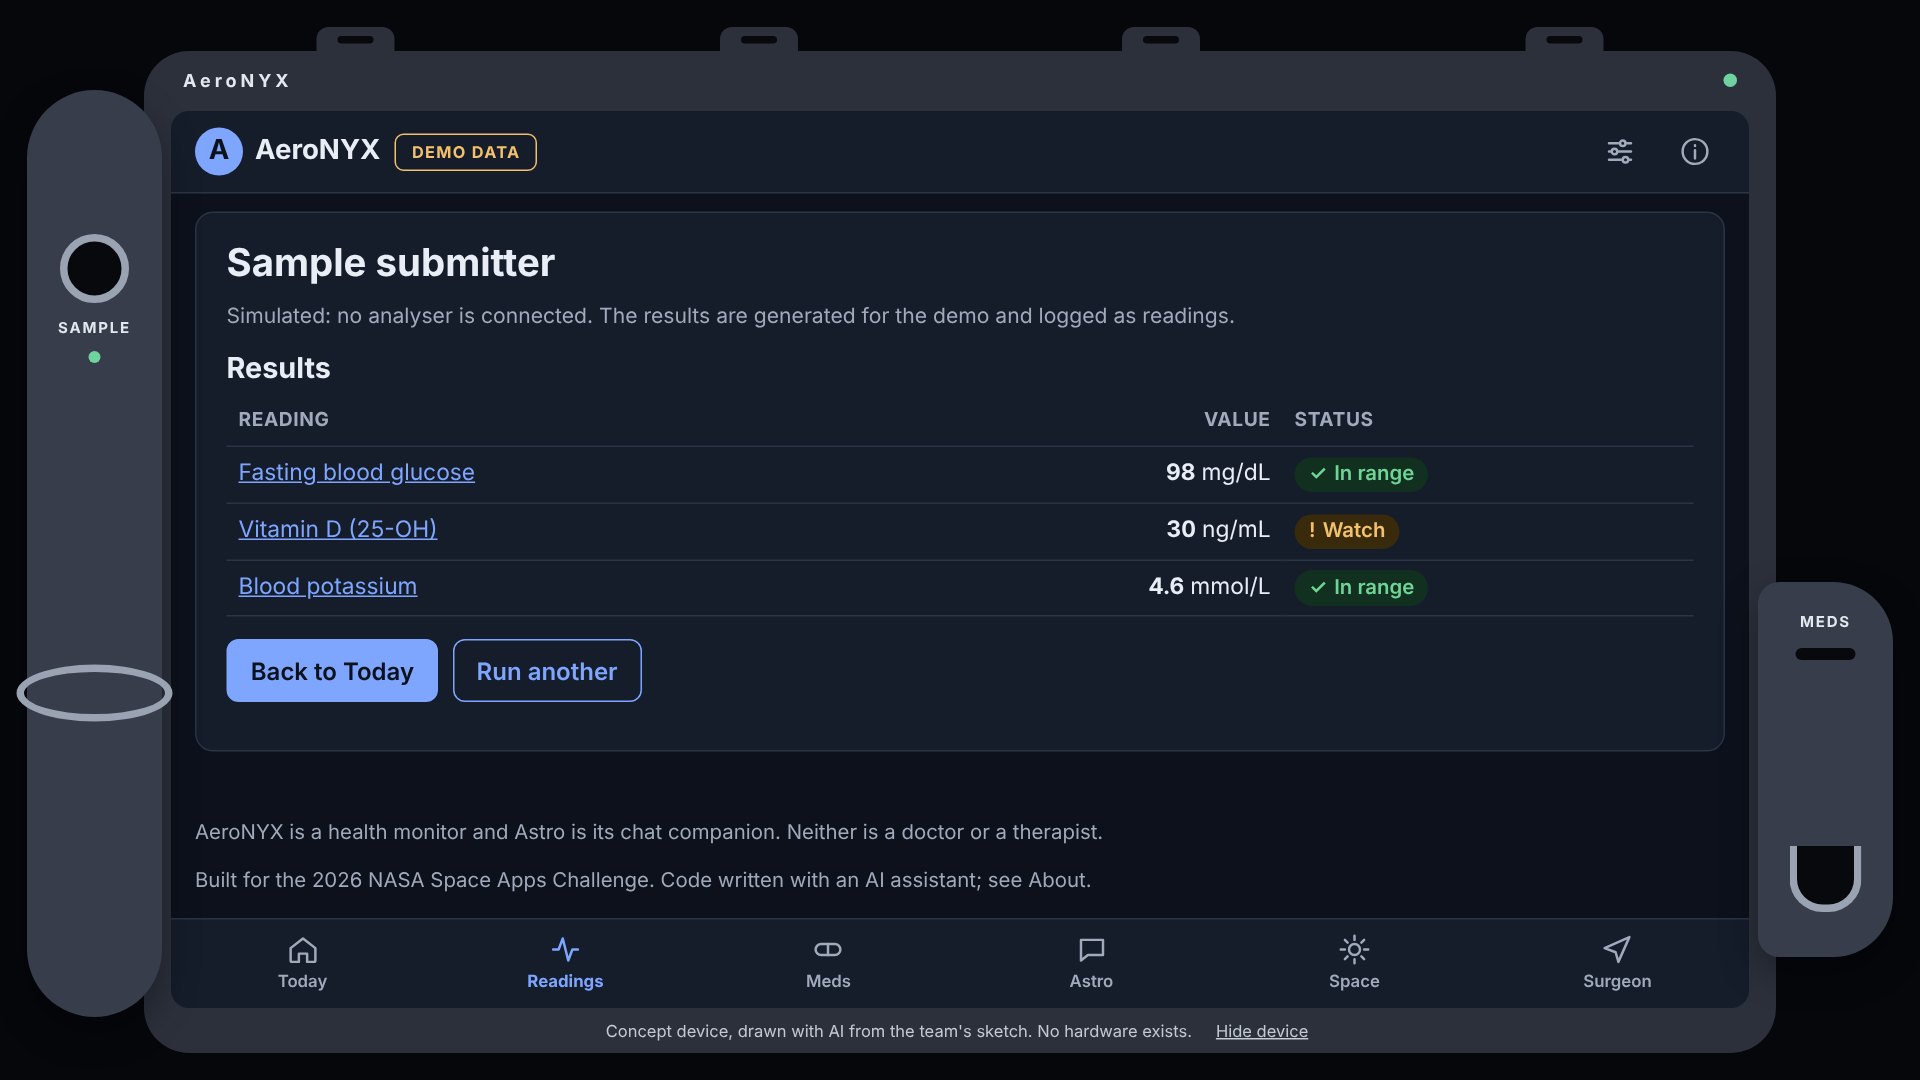 AeroNYX
A AeroNYX DEMO DATA
Sample submitter
Simulated: no analyser is connected. The results are generated for the demo and logged as readings.
SAMPLE
Results
READING VALUE STATUS
Fasting blood glucose 98 mg/dL ✓ In range
Vitamin D (25-OH) 30 ng/mL ! Watch
Blood potassium 4.6 mmol/L ✓ In range
MEDS
Back to Today Run another
AeroNYX is a health monitor and Astro is its chat companion. Neither is a doctor or a therapist.
Built for the 2026 NASA Space Apps Challenge. Code written with an AI assistant; see About.
Today Readings Meds Astro Space Surgeon
Concept device, drawn with AI from the team's sketch. No hardware exists. Hide device